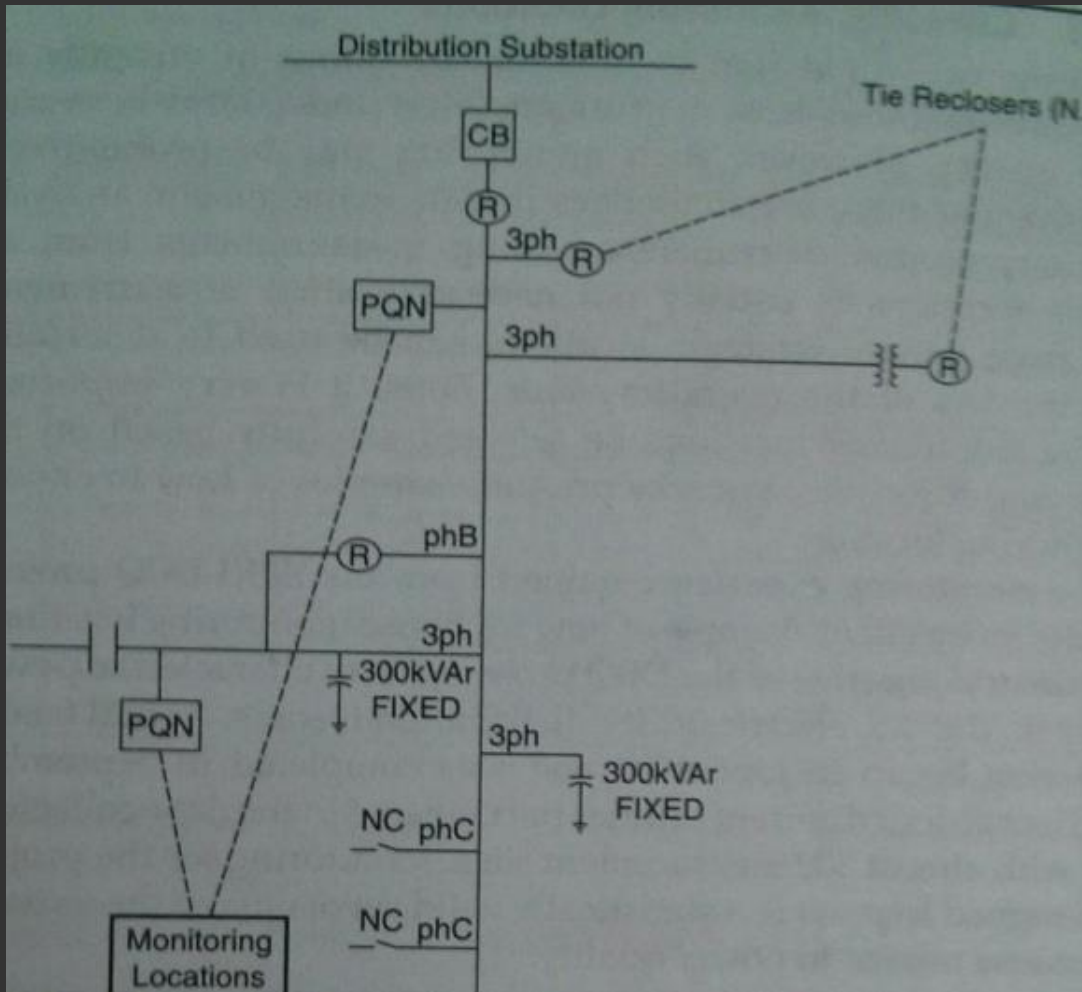 Distribution Substation
Tie Reclosers (N.
CB
R
3ph
R
PQN
3ph
R
phB
R
3ph
300kVAr
FIXED
PQN
3ph
300kVAr
FIXED
NC phC
NC phC
Monitoring
Locations